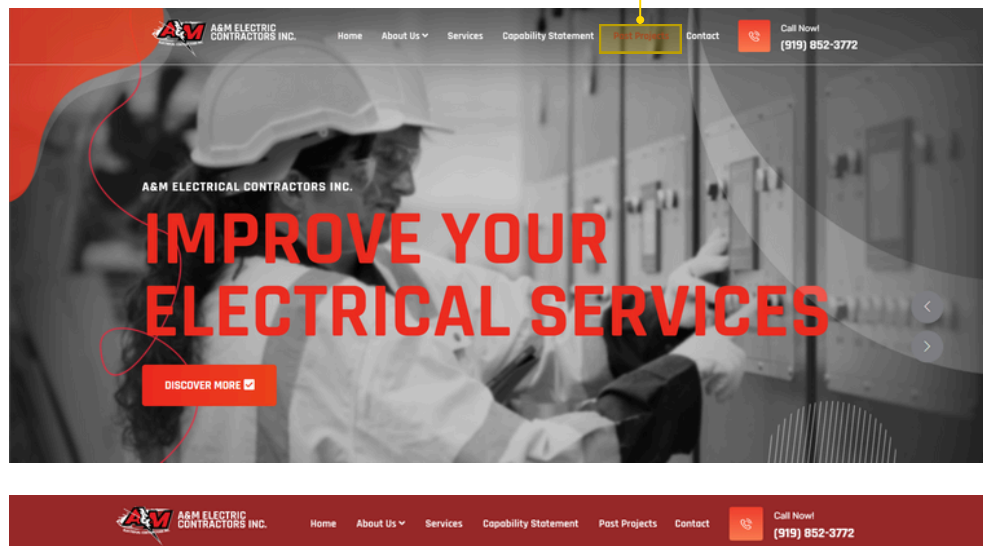 A&M
A&M ELECTRIC
CONTRACTORS INC.
Home About Us Services Capability Statement Past Projects Contact
Call Now!
(919) 852-3772
A&M ELECTRICAL CONTRACTORS INC.
IMPROVE YOUR
ELECTRICAL SERVICES
DISCOVER MORE
A&M
A&M ELECTRIC
CONTRACTORS INC.
Home About Us Services Capability Statement Past Projects Contact
Call Now!
(919) 852-3772